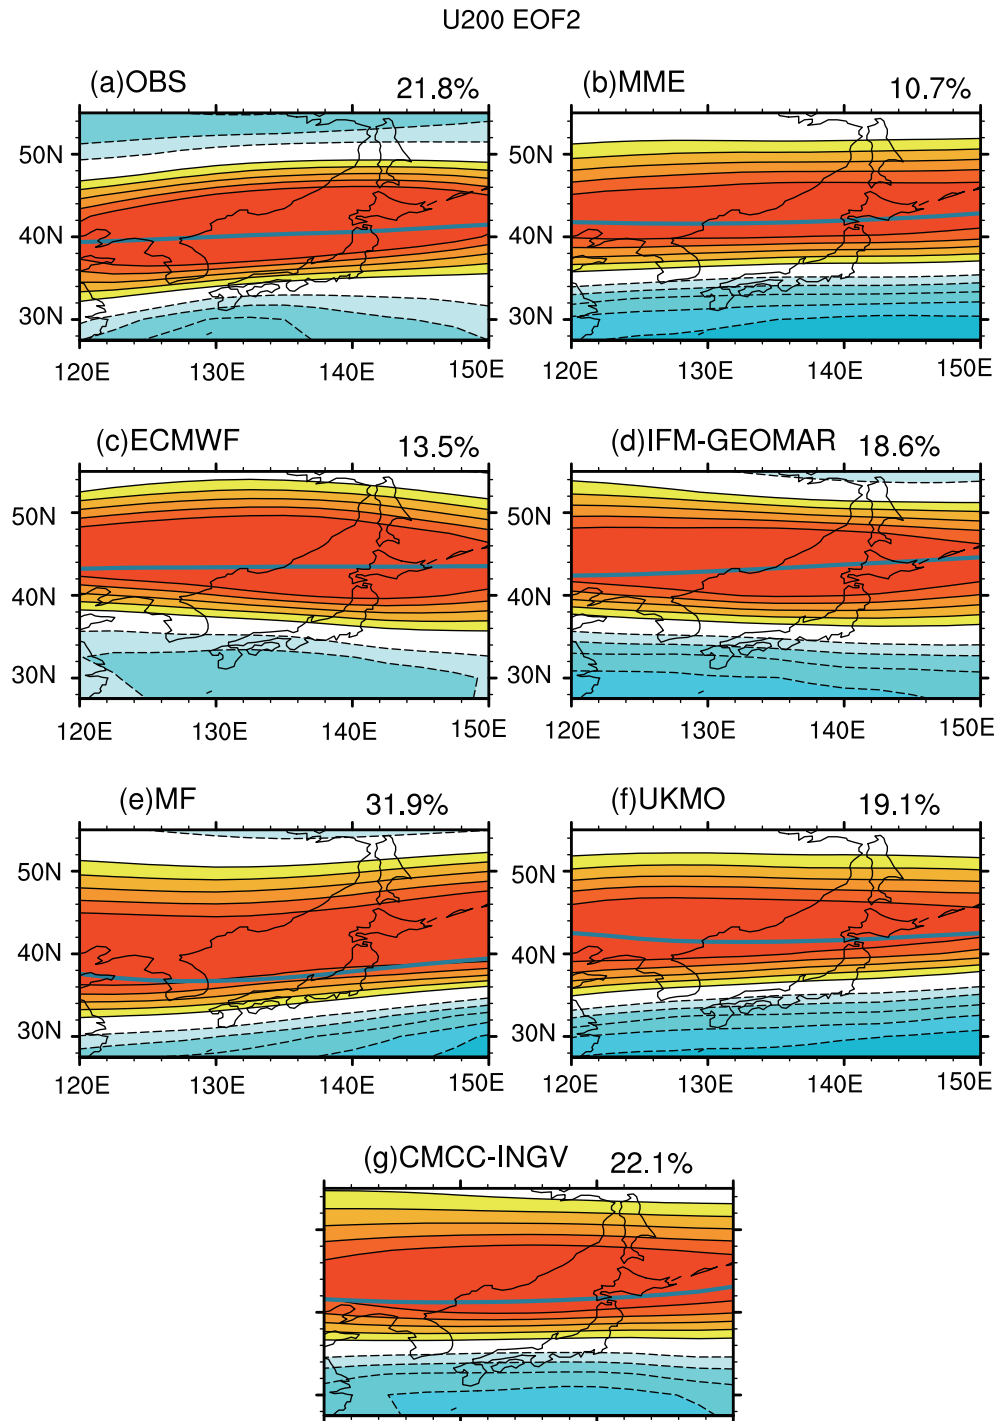 U200 EOF2
(a)OBS 21.8% (b)MME 10.7%
50N 50N
40N 40N
30N 30N
120E 130E 140E 150E 120E 130E 140E 150E
(c)ECMWF 13.5% (d)IFM-GEOMAR 18.6%
50N 50N
40N 40N
30N 30N
120E 130E 140E 150E 120E 130E 140E 150E
(e)MF 31.9% (f)UKMO 19.1%
50N 50N
40N 40N
30N 30N
120E 130E 140E 150E 120E 130E 140E 150E
(g)CMCC-INGV 22.1%